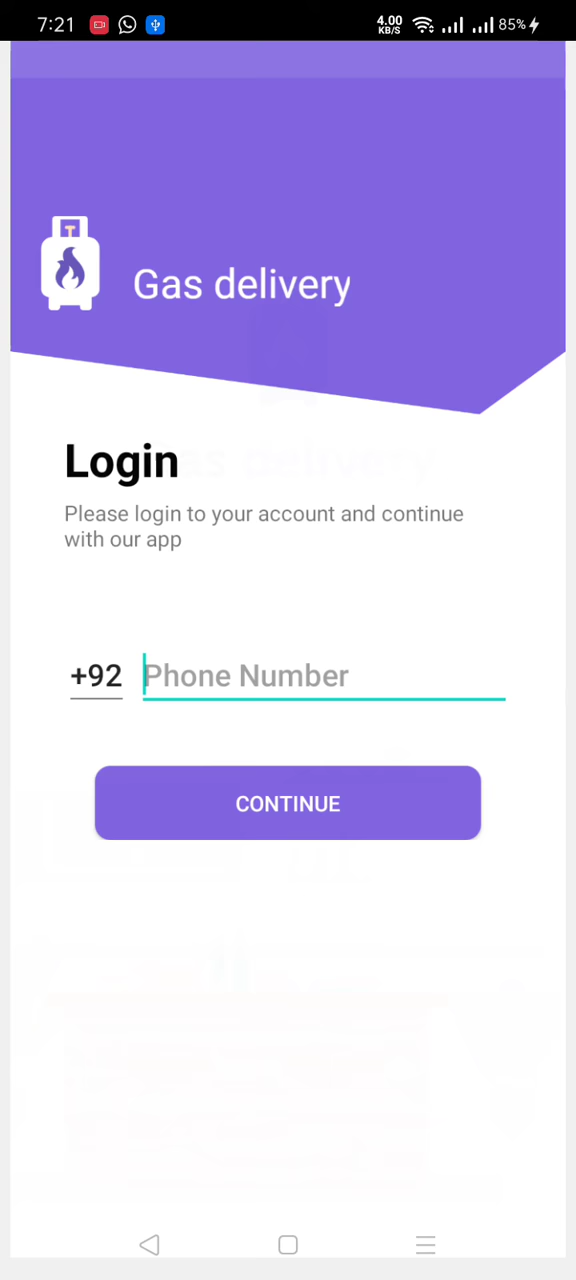 7:21
4.00
KB/S
85%
Gas delivery
Login
Please login to your account and continue
with our app
+92 Phone Number
CONTINUE